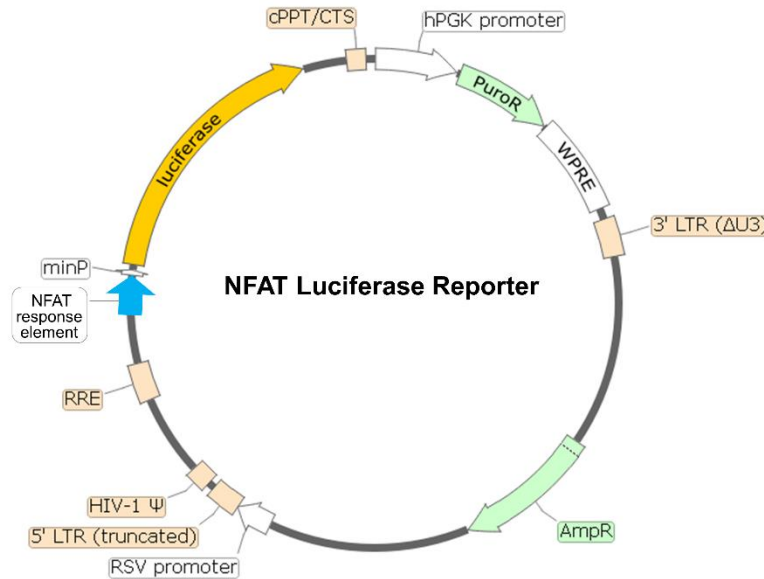 cPPT/CTS
hPGK promoter
PuroR
WPRE
3' LTR (ΔU3)
luciferase
minP
NFAT
response
element
NFAT Luciferase Reporter
RRE
HIV-1 Ψ
5' LTR (truncated)
RSV promoter
AmpR